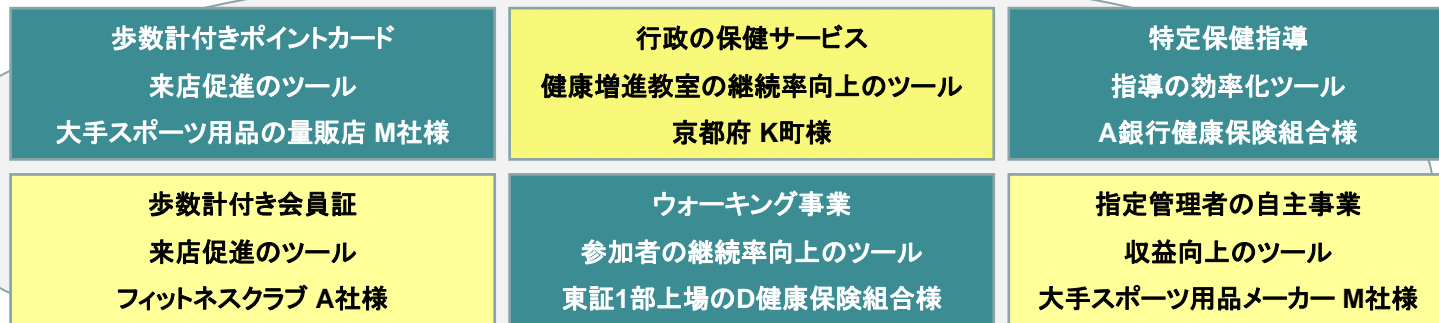 歩数計付きポイントカード
来店促進のツール
大手スポーツ用品の量販店 M社様
行政の保健サービス
健康増進教室の継続率向上のツール
京都府 K町様
特定保健指導
指導の効率化ツール
A銀行健康保険組合様
歩数計付き会員証
来店促進のツール
フィットネスクラブ A社様
ウォーキング事業
参加者の継続率向上のツール
東証1部上場のD健康保険組合様
指定管理者の自主事業
収益向上のツール
大手スポーツ用品メーカー M社様